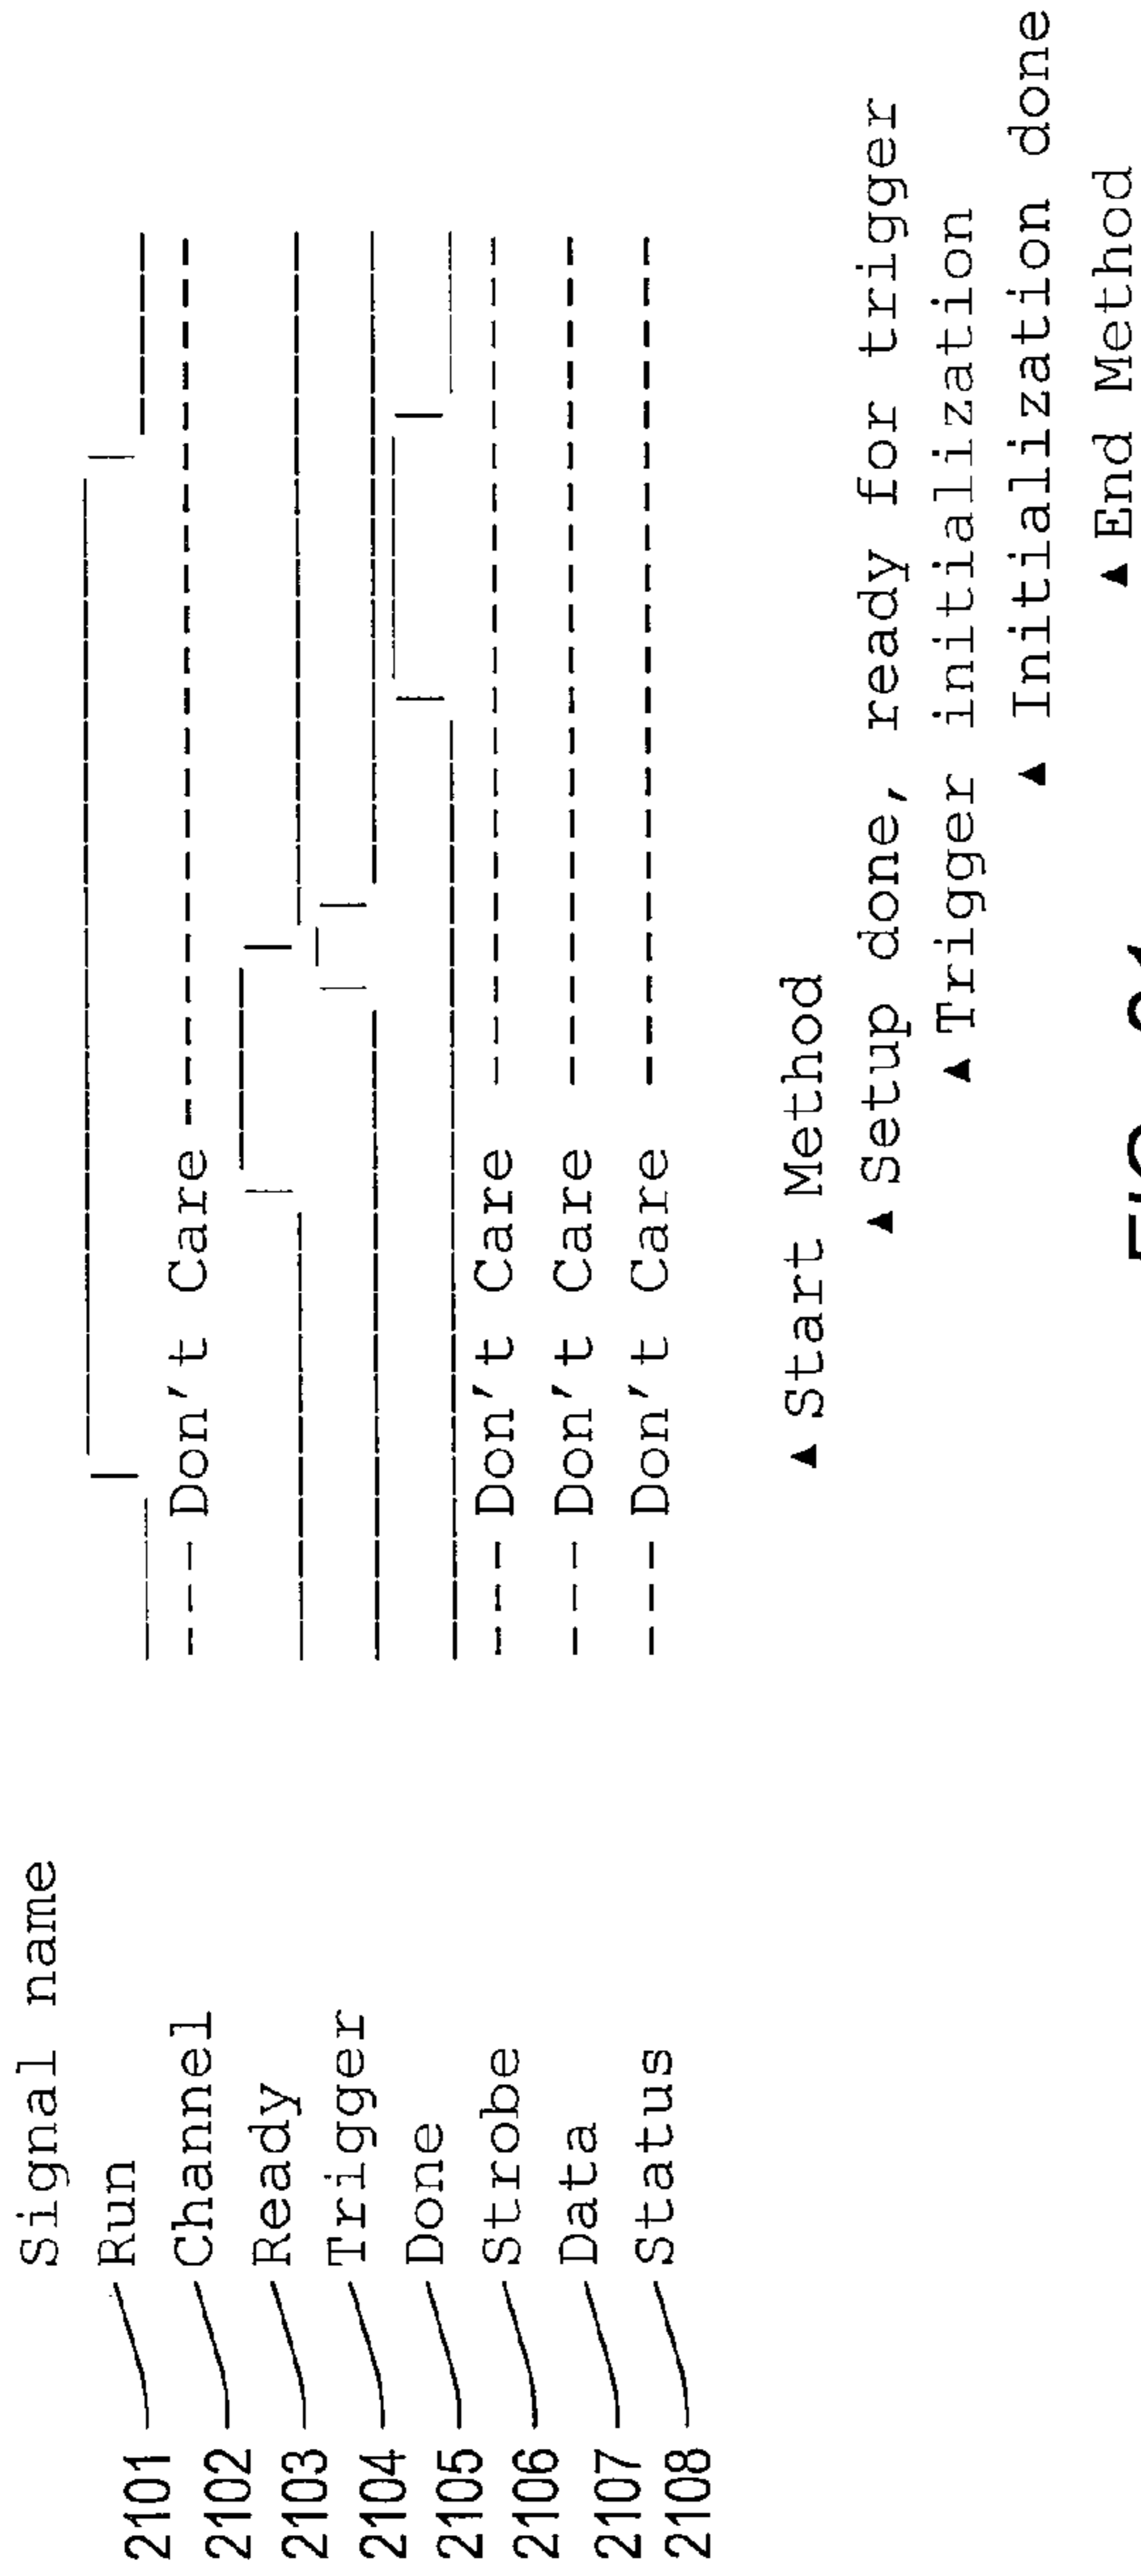 Signal name
2101 Run
2102 Channel --- Don't Care
2103 Ready
2104 Trigger
2105 Done
2106 Strobe --- Don't Care
2107 Data --- Don't Care
2108 Status --- Don't Care
▲ Start Method
▲ Setup done, ready for trigger
▲ Trigger initialization
▲ Initialization done
▲ End Method